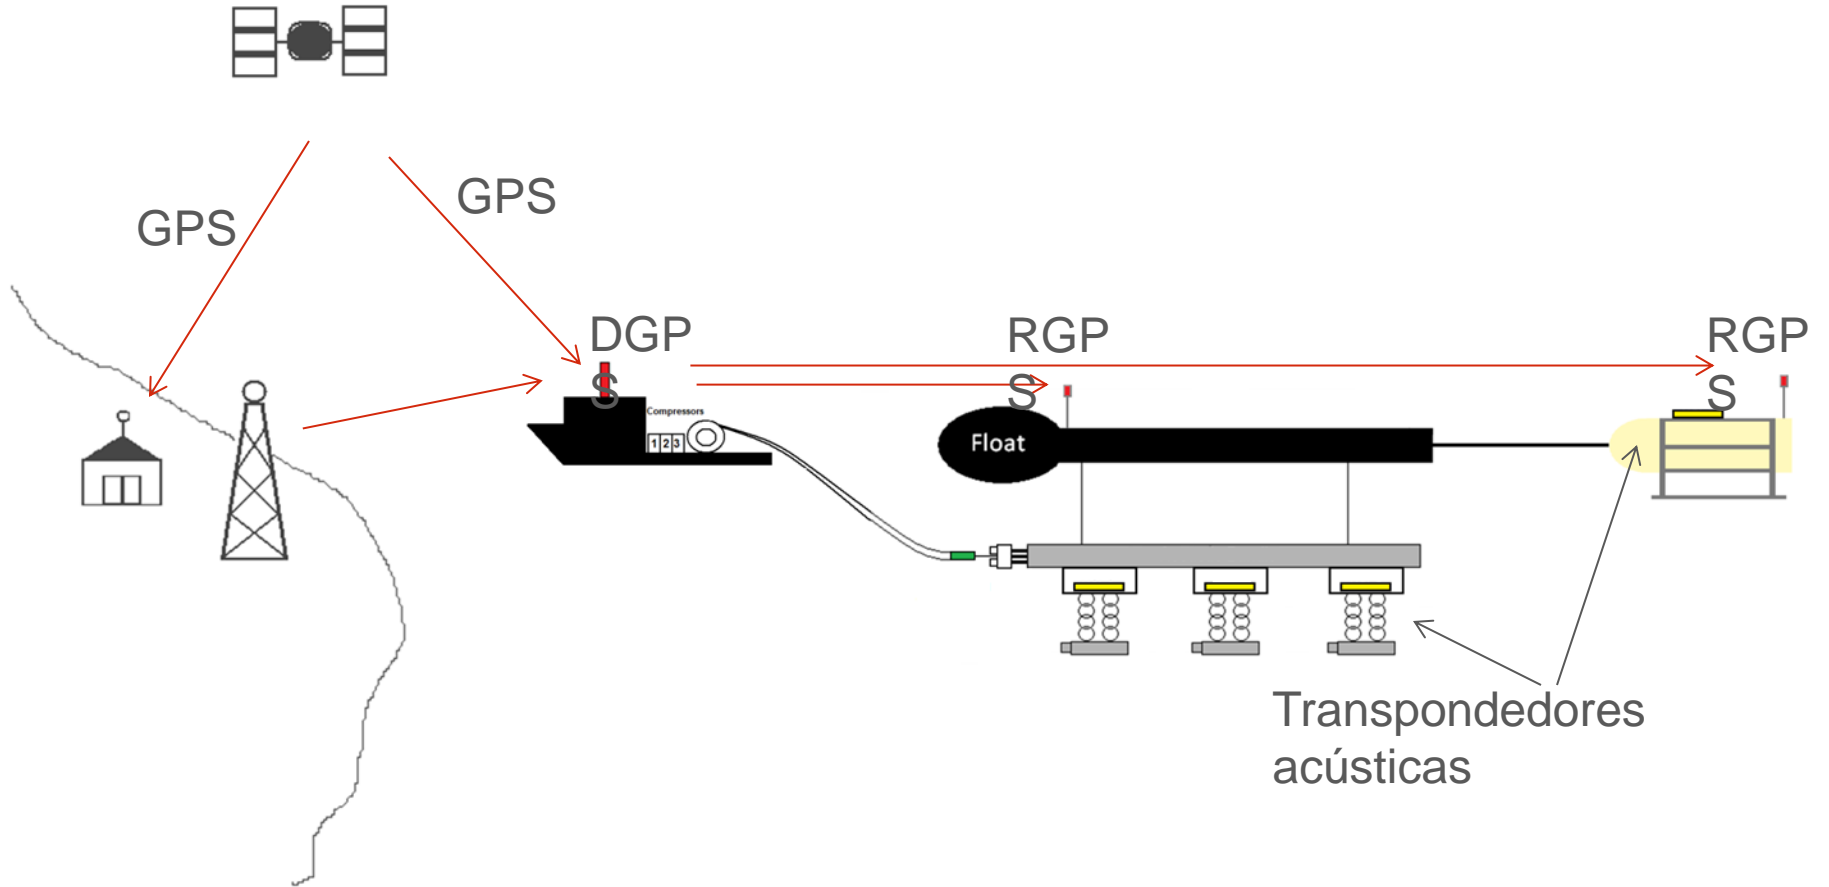 GPS
GPS
DGP
S
RGP
S
RGP
S
Compressors
1 2 3
Float
Transpondedores
acústicas